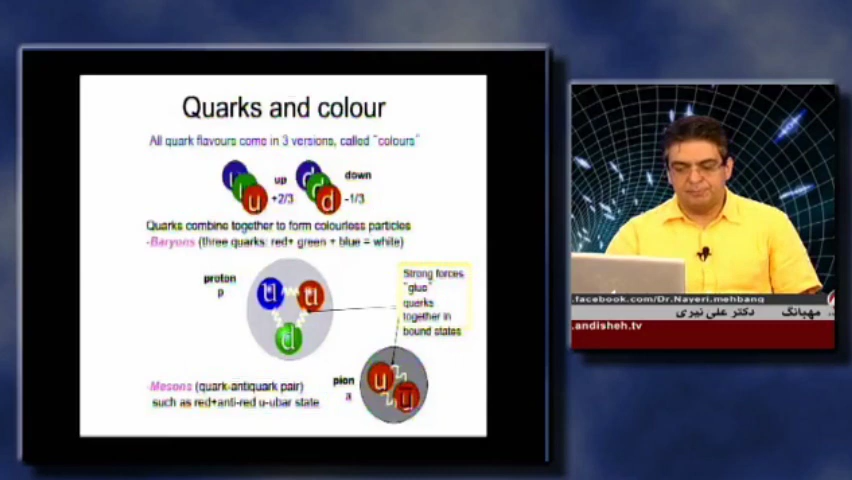 Quarks and colour
All quark flavours come in 3 versions, called "colours"
u
u
u
up
+2/3
d
d
d
down
-1/3
Quarks combine together to form colourless particles
-Baryons (three quarks: red+ green + blue = white)
proton
p
u
u
d
Strong forces
"glue"
quarks
together in
bound states
-Mesons (quark-antiquark pair)
such as red+anti-red u-ubar state
pion
u
u
.facebook.com/Dr.Nayeri.mehbang
مهبانگ دکتر علی نیری
.andisheh.tv